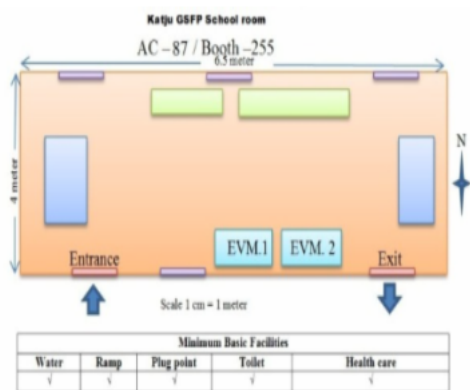 Katju GSFP School room
AC – 87 / Booth –255
6.5 meter
4 meter
N
EVM.1 EVM. 2
Entrance Exit
Scale 1 cm = 1 meter
Minimum Basic Facilities
Water Ramp Plug point Toilet Health care
√ √ √ √ √